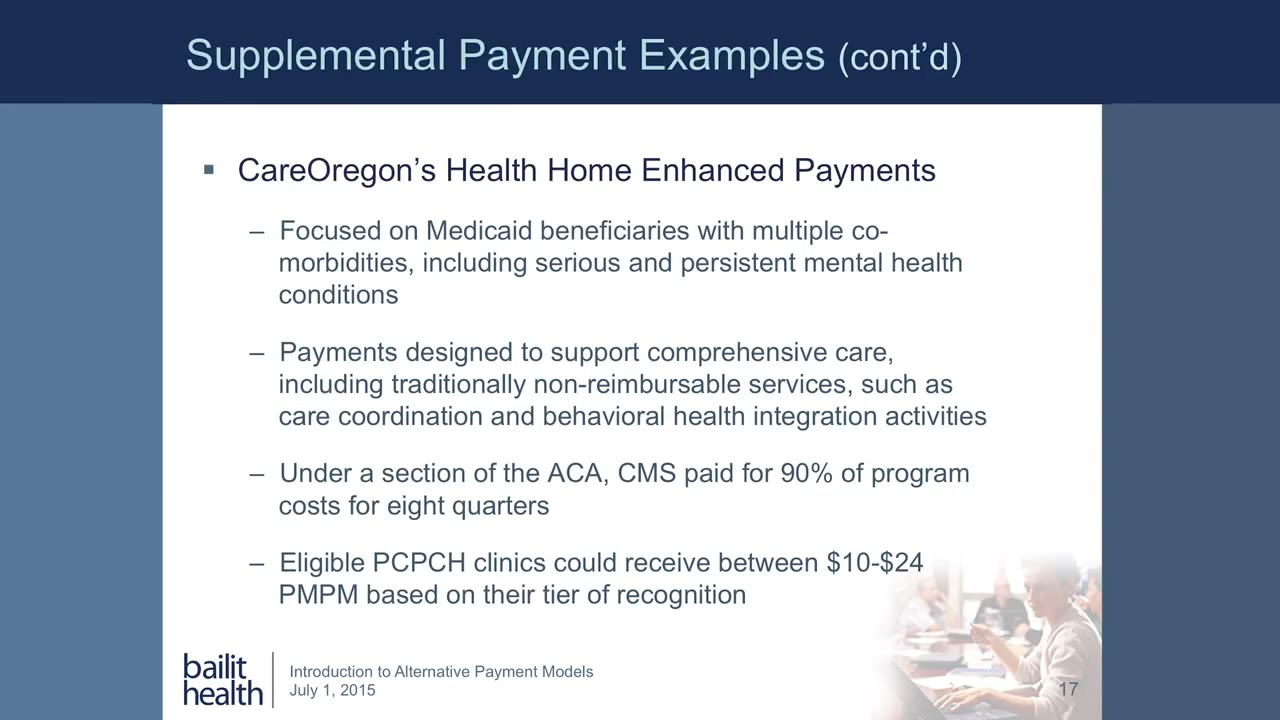 Supplemental Payment Examples (cont’d)
▪ CareOregon’s Health Home Enhanced Payments
– Focused on Medicaid beneficiaries with multiple co-
morbidities, including serious and persistent mental health
conditions
– Payments designed to support comprehensive care,
including traditionally non-reimbursable services, such as
care coordination and behavioral health integration activities
– Under a section of the ACA, CMS paid for 90% of program
costs for eight quarters
– Eligible PCPCH clinics could receive between $10-$24
PMPM based on their tier of recognition
bailit
health
Introduction to Alternative Payment Models
July 1, 2015
17